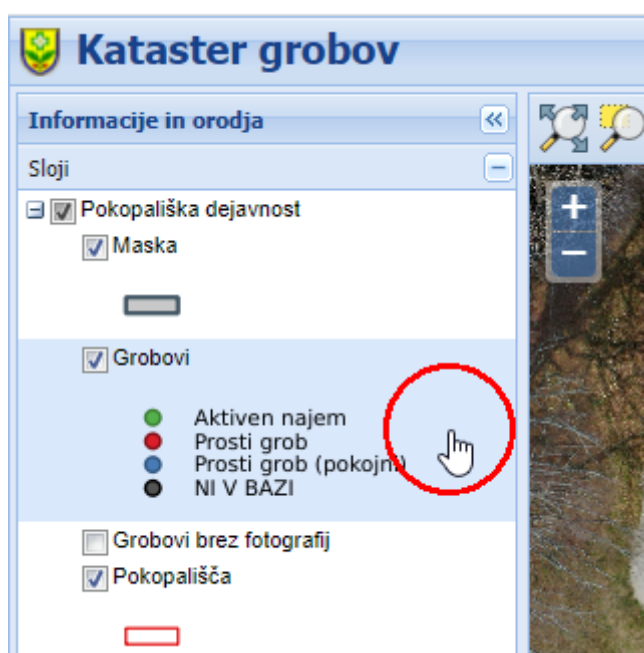 Kataster grobov
Informacije in orodja
Sloji
Pokopališka dejavnost
Maska
Grobovi
Aktiven najem
Prosti grob
Prosti grob (pokojni)
NI V BAZI
Grobovi brez fotografij
Pokopališča